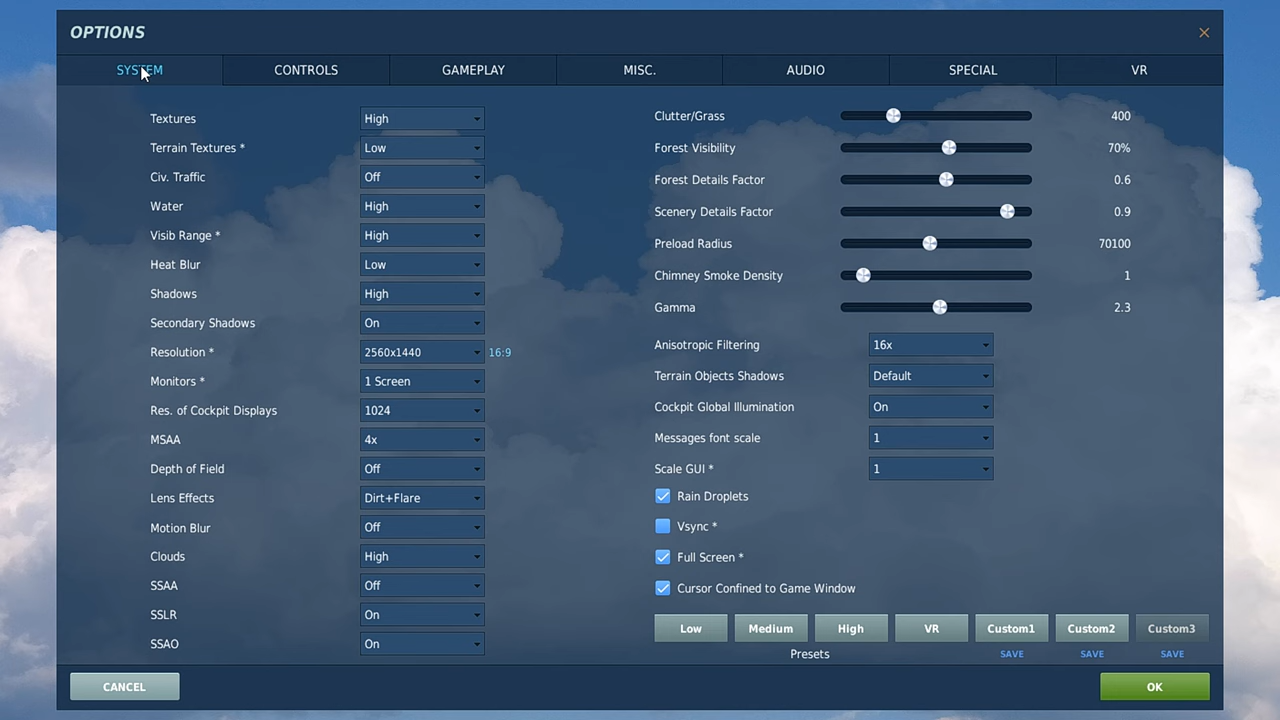 OPTIONS
SYSTEM CONTROLS GAMEPLAY MISC. AUDIO SPECIAL VR
Textures High
Terrain Textures * Low
Civ. Traffic Off
Water High
Visib Range * High
Heat Blur Low
Shadows High
Secondary Shadows On
Resolution * 2560x1440 16:9
Monitors * 1 Screen
Res. of Cockpit Displays 1024
MSAA 4x
Depth of Field Off
Lens Effects Dirt+Flare
Motion Blur Off
Clouds High
SSAA Off
SSLR On
SSAO On
Clutter/Grass 400
Forest Visibility 70%
Forest Details Factor 0.6
Scenery Details Factor 0.9
Preload Radius 70100
Chimney Smoke Density 1
Gamma 2.3
Anisotropic Filtering 16x
Terrain Objects Shadows Default
Cockpit Global Illumination On
Messages font scale 1
Scale GUI * 1
Rain Droplets
Vsync *
Full Screen *
Cursor Confined to Game Window
Low Medium High VR Custom1 Custom2 Custom3
Presets SAVE SAVE SAVE
CANCEL OK